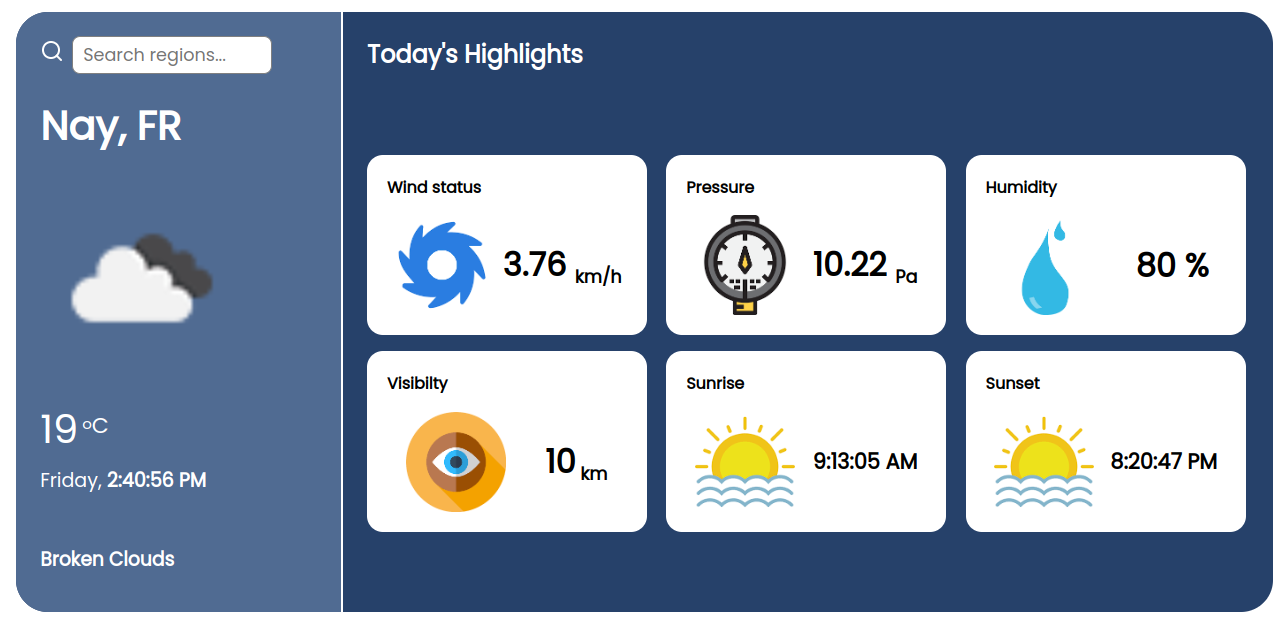 Search regions...
Nay, FR
19 °C
Friday, 2:40:56 PM
Broken Clouds
Today's Highlights
Wind status
3.76 km/h
Pressure
10.22 Pa
Humidity
80 %
Visibilty
10 km
Sunrise
9:13:05 AM
Sunset
8:20:47 PM